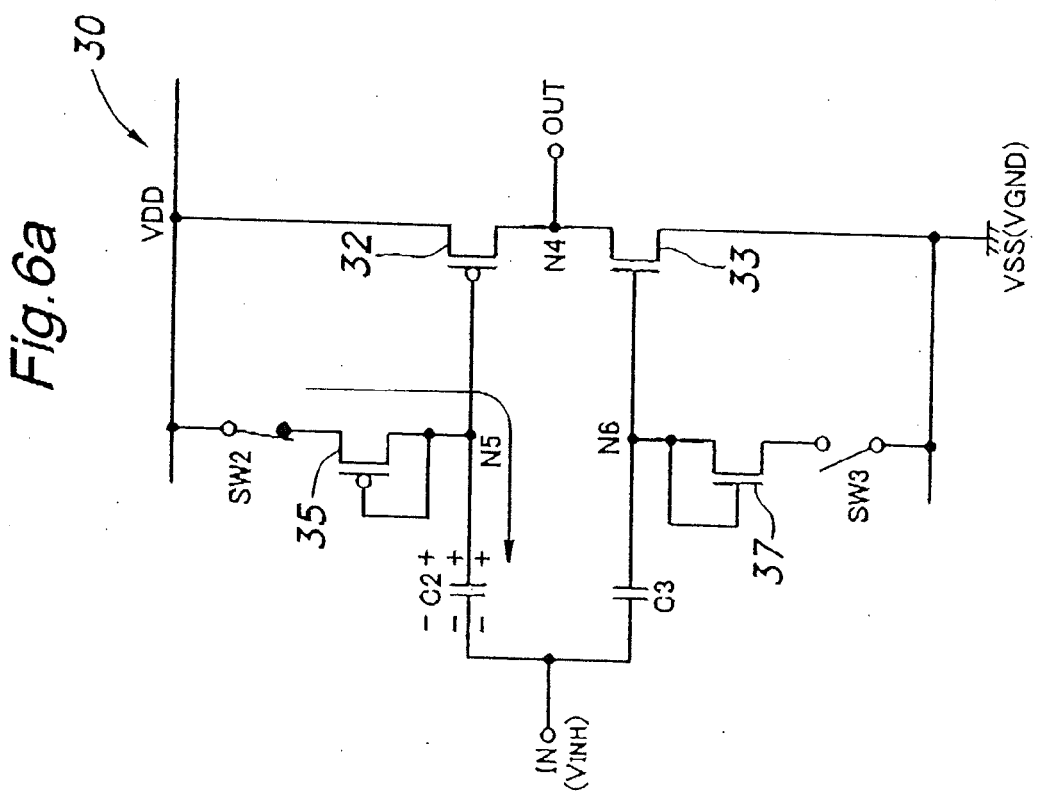 Fig.6a
30
VDD
SW2
35
32
N5
N4
OUT
- C2 +
- +
- +
IN
(VINH)
N6
33
C3
37
SW3
VSS(VGND)